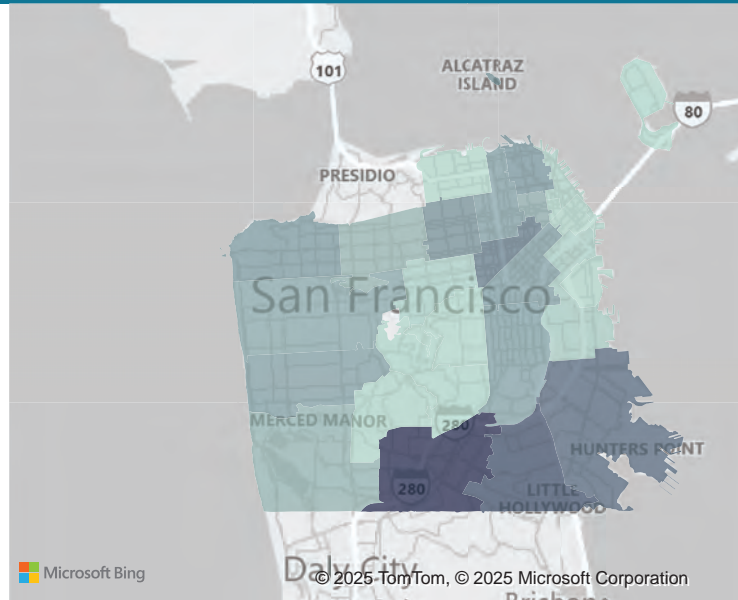 101
ALCATRAZ
ISLAND
80
PRESIDIO
San Francisco
MERCED MANOR
280
HUNTERS POINT
280
LITTLE
HOLLYWOOD
Microsoft Bing
Daly City
© 2025 TomTom, © 2025 Microsoft Corporation
Brisbane